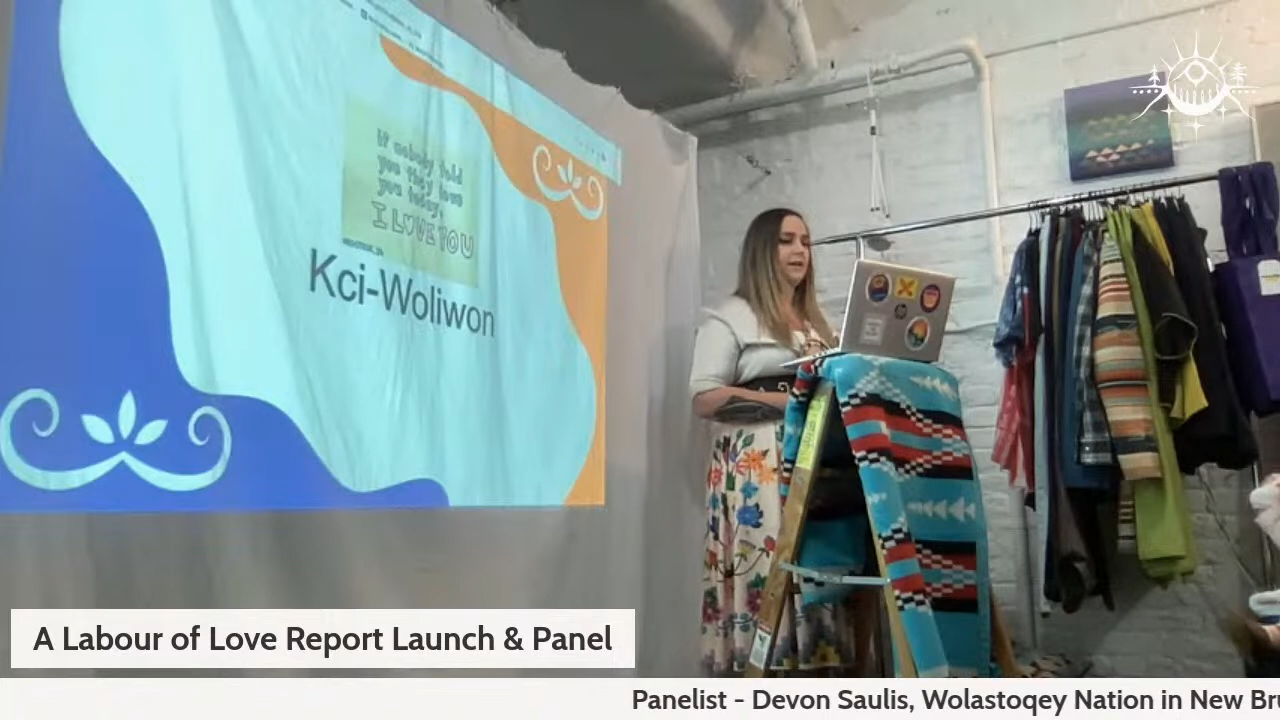 If nobody told
you they love
you today,
I LOVE YOU
Kci-Woliwon
A Labour of Love Report Launch & Panel
Panelist - Devon Saulis, Wolastoqey Nation in New Bru